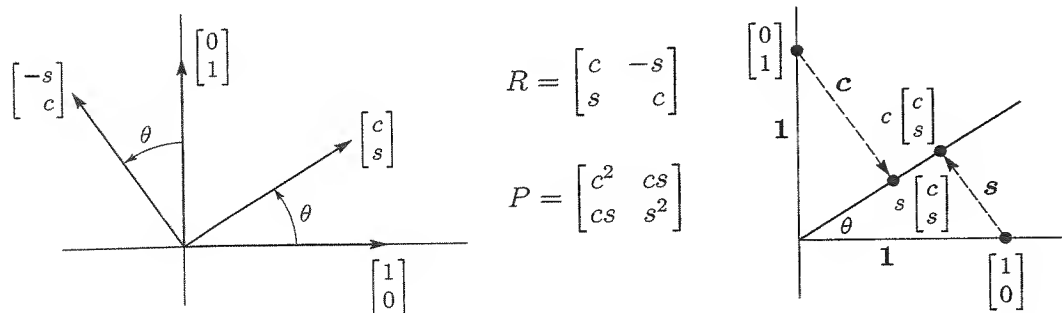 [0
1]
[-s
c]
θ
[c
s]
θ
[1
0]
R = [c -s
s c]
P = [c² cs
cs s²]
[0
1]
c
1
c [c
s]
s [c
s]
s
θ
1
[1
0]